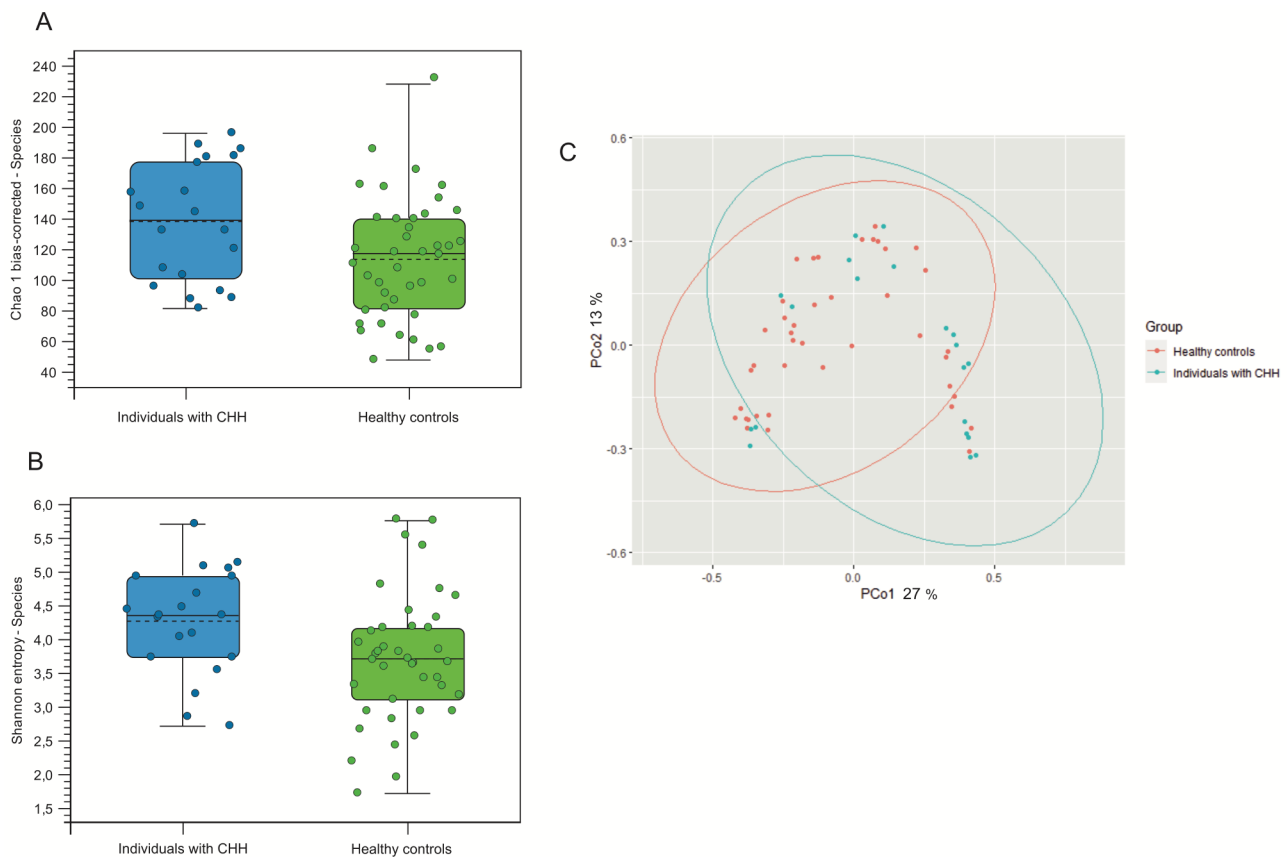 A
Chao 1 bias-corrected - Species
240
220
200
180
160
140
120
100
80
60
40
Individuals with CHH
Healthy controls
B
Shannon entropy - Species
6,0
5,5
5,0
4,5
4,0
3,5
3,0
2,5
2,0
1,5
Individuals with CHH
Healthy controls
C
PCo2 13 %
0.6
0.3
0.0
-0.3
-0.6
-0.5
0.0
0.5
PCo1 27 %
Group
Healthy controls
Individuals with CHH